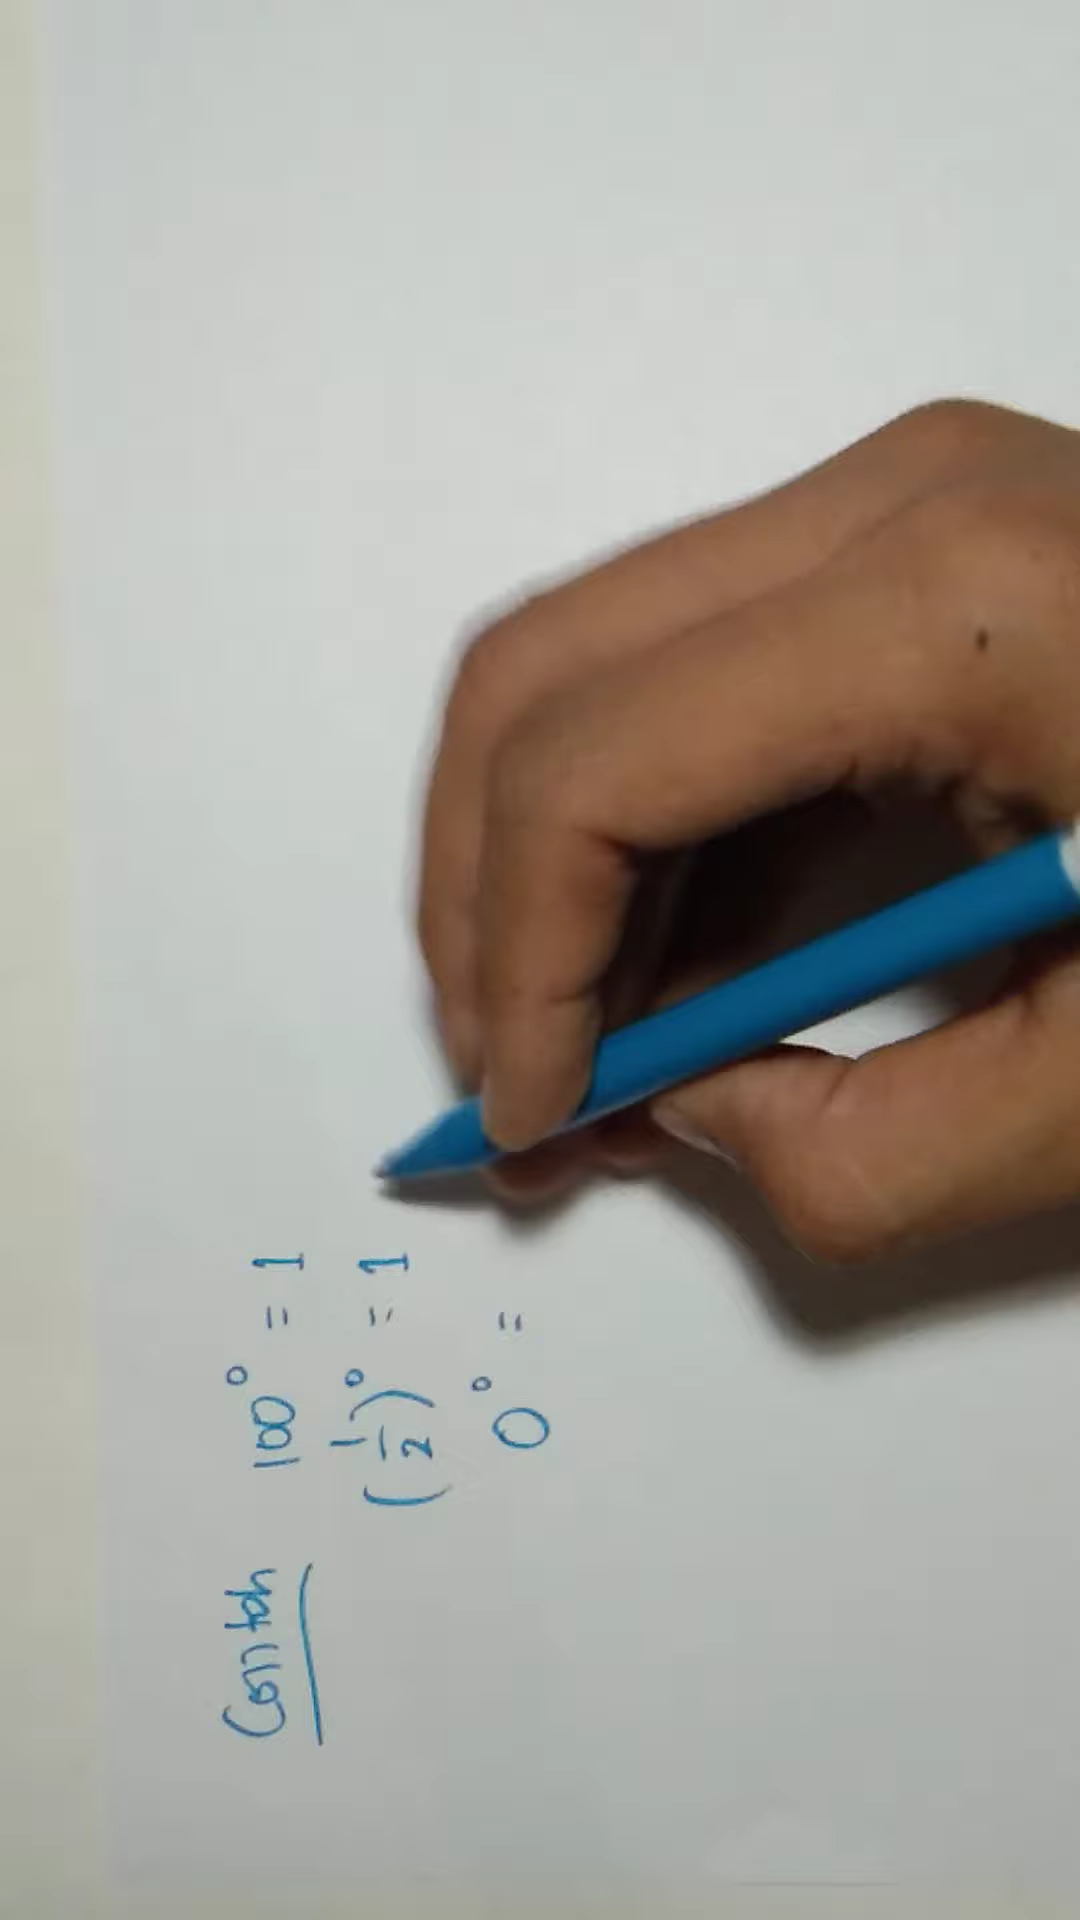 Contoh 100⁰ = 1
(1/2)⁰ = 1
0⁰ =